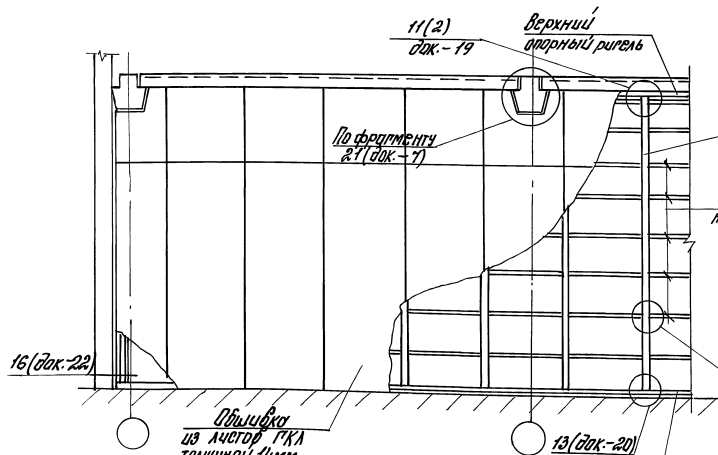 11(2)
док.-19
Верхний
опорный ригель
По фрагменту
21(док.-7)
16(док.-22)
Обшивка
из листов ГКЛ
толщиной
13(док.-20)